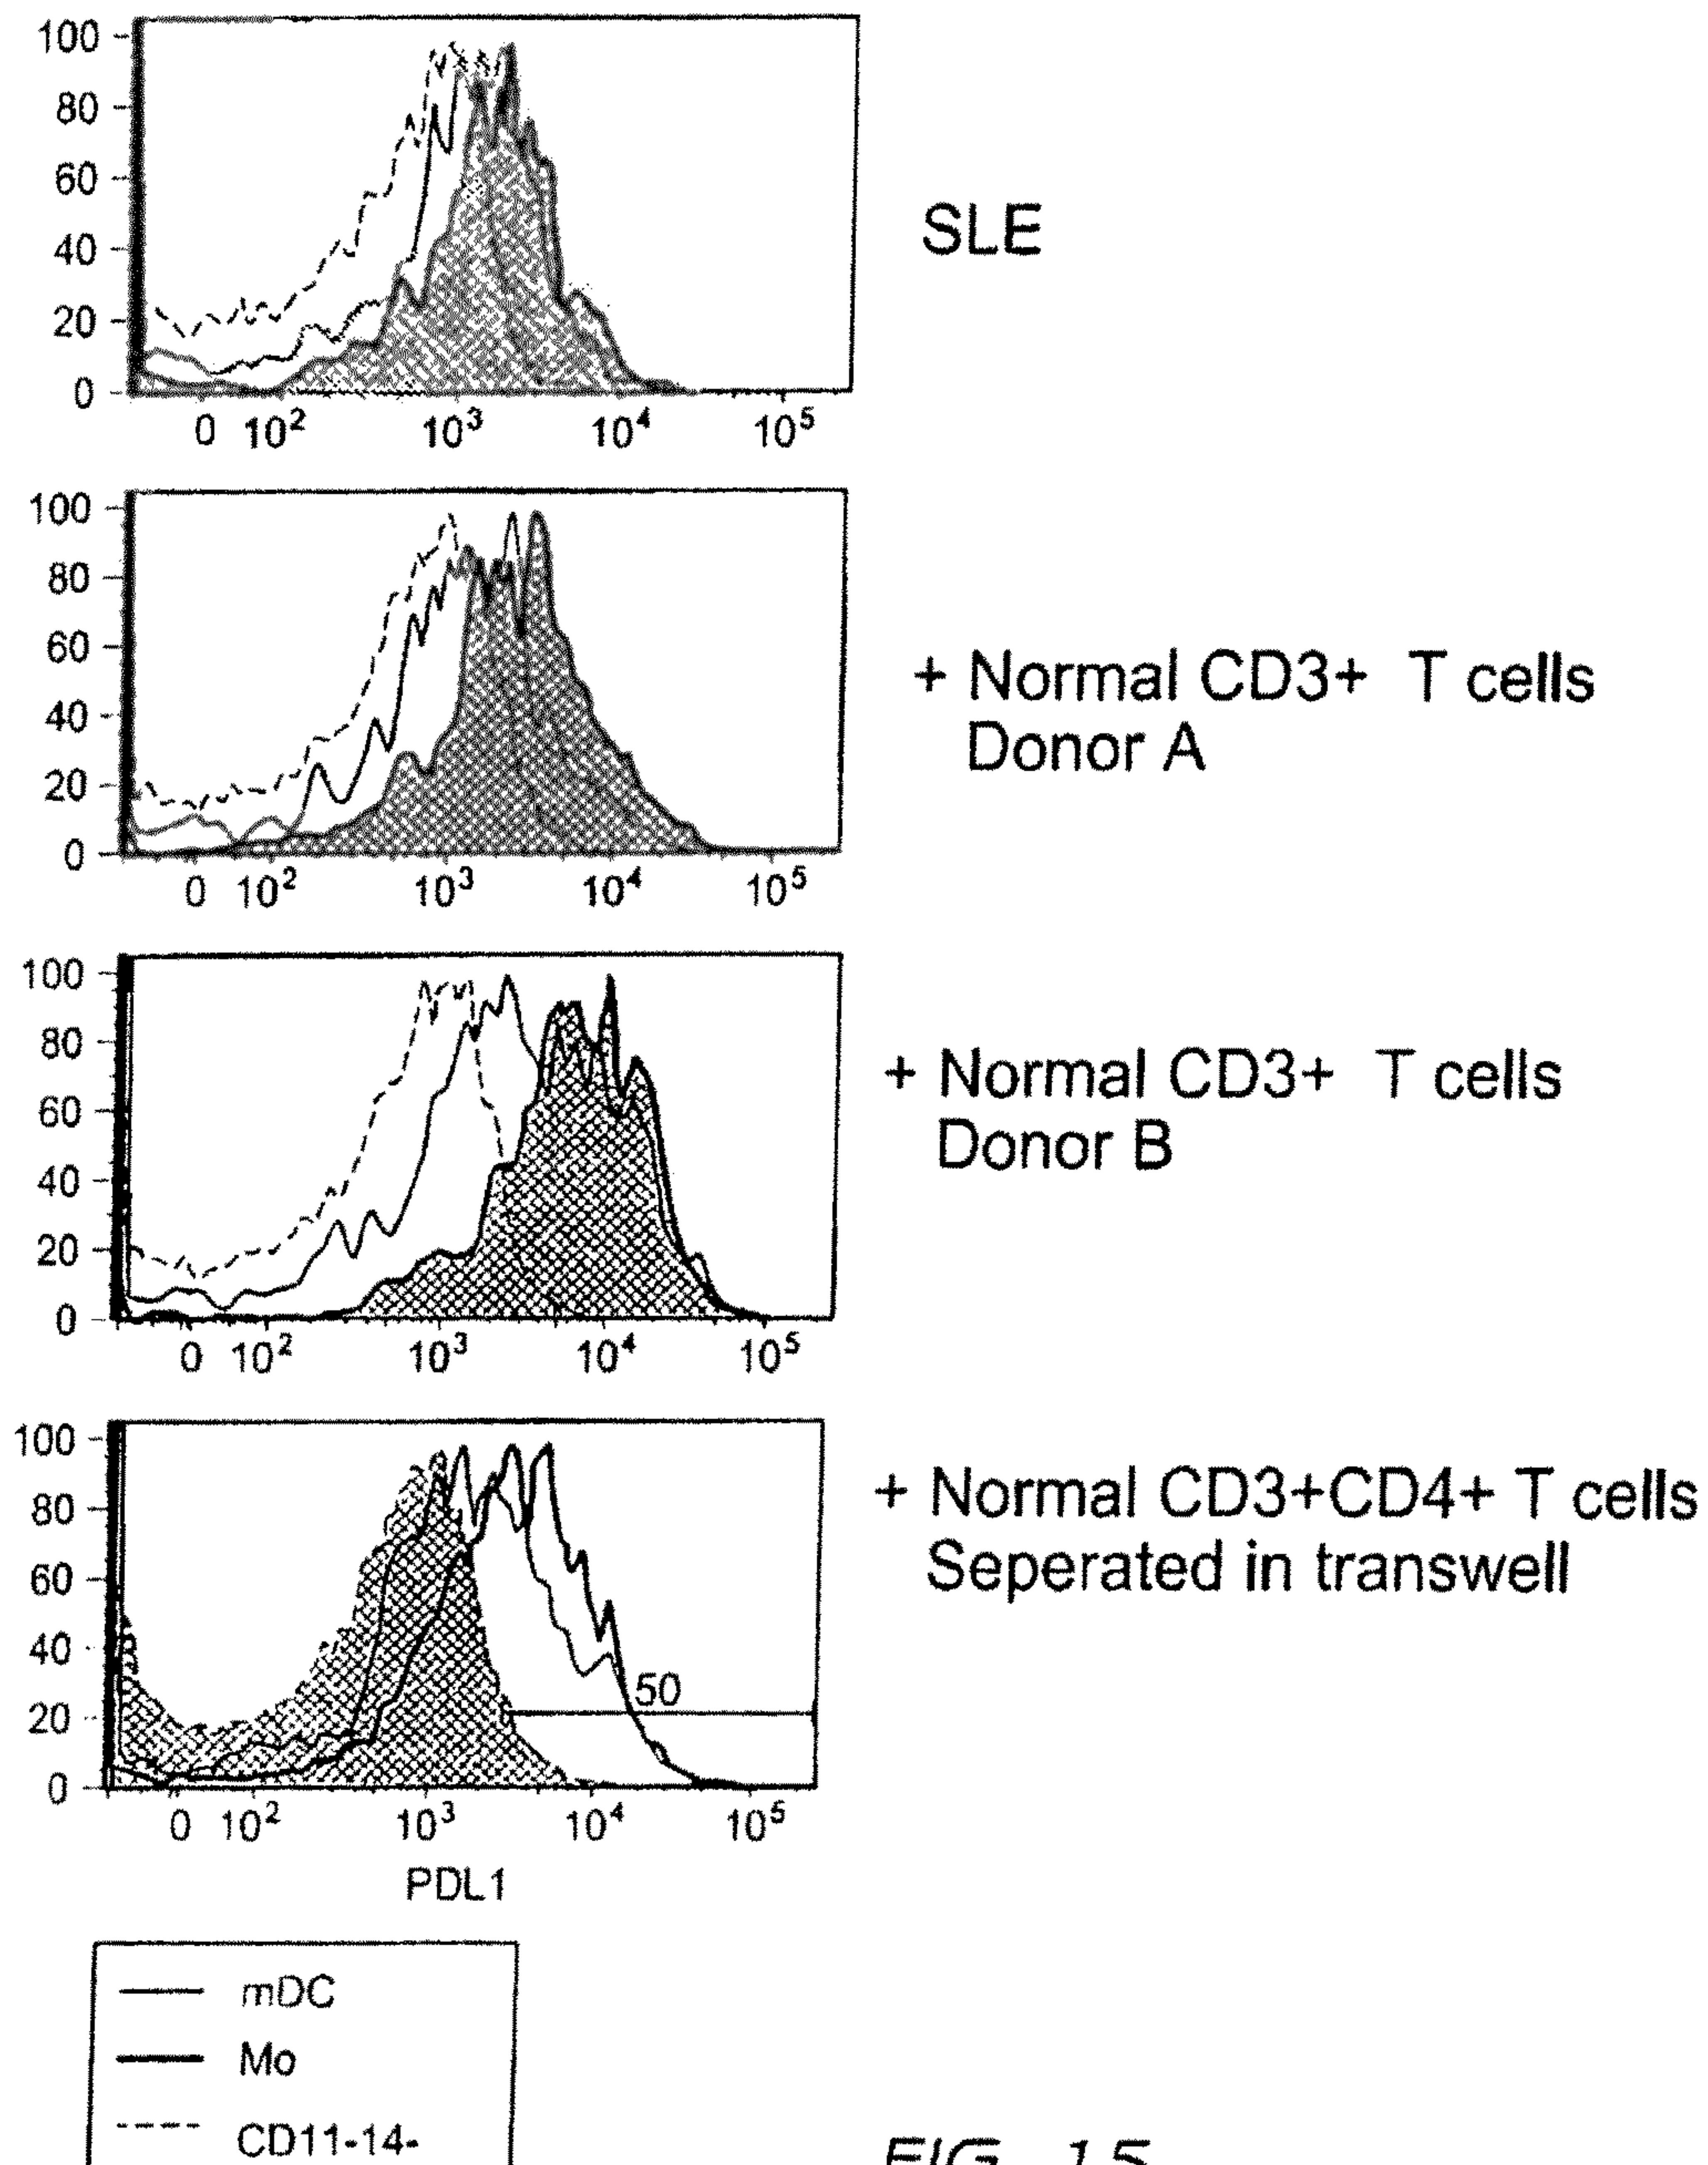 100
80
60
40
20
0
0 10² 10³ 10⁴ 10⁵
SLE
100
80
60
40
20
0
0 10² 10³ 10⁴ 10⁵
+ Normal CD3+ T cells
Donor A
100
80
60
40
20
0
0 10² 10³ 10⁴ 10⁵
+ Normal CD3+ T cells
Donor B
100
80
60
40
20
0
50
0 10² 10³ 10⁴ 10⁵
PDL1
+ Normal CD3+CD4+ T cells
Seperated in transwell
mDC
Mo
CD11-14-
FIG. 15